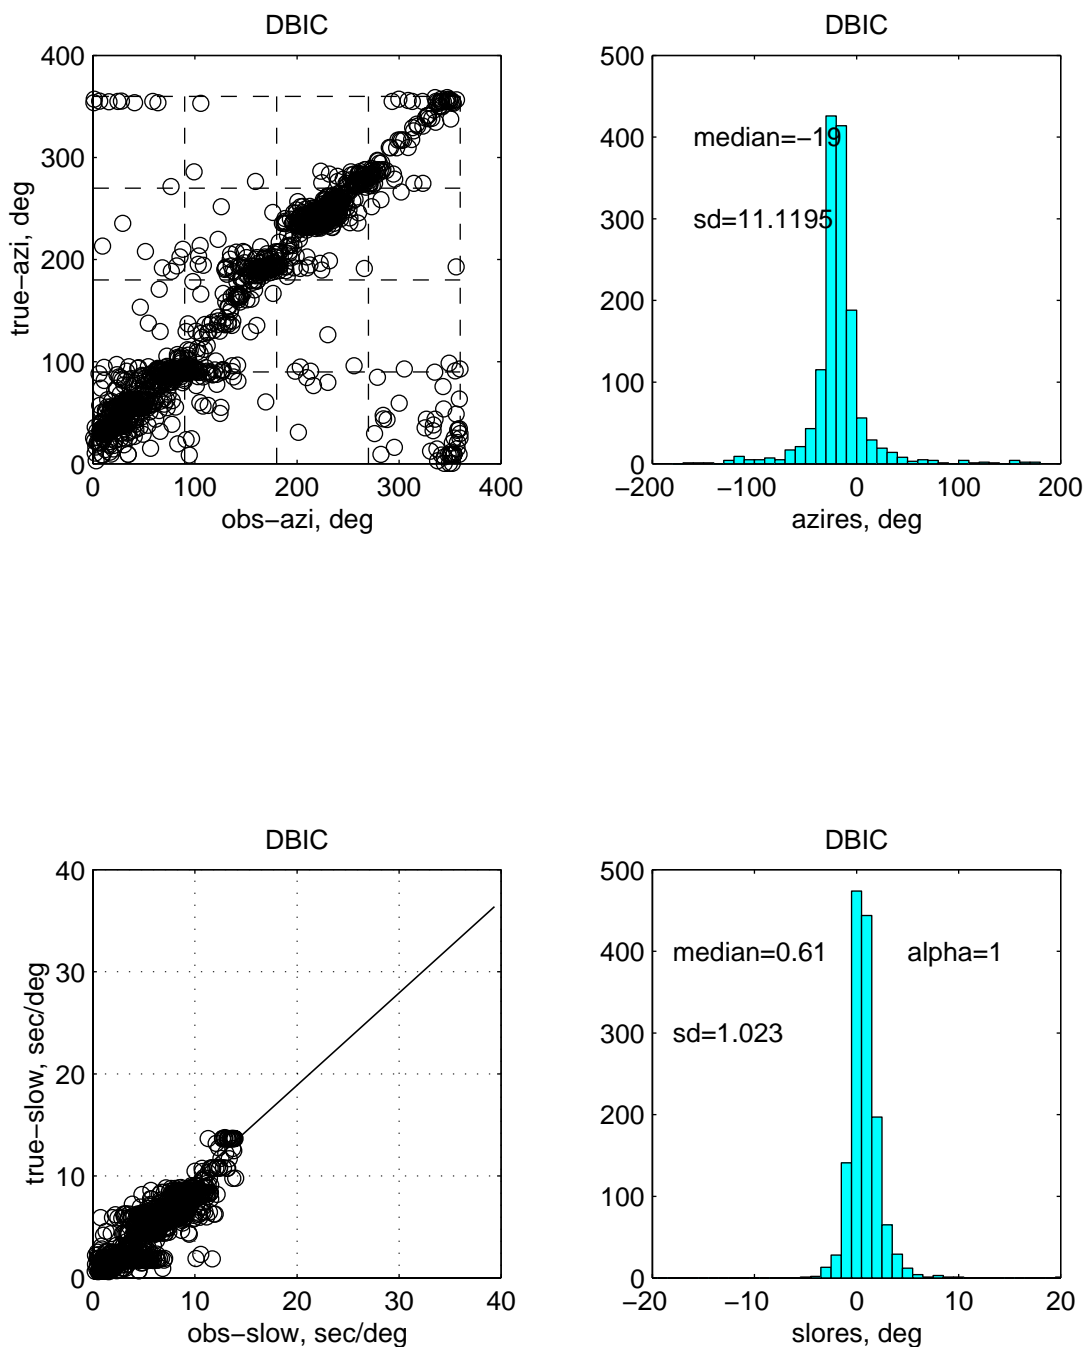 DBIC
400
300
200
100
0
0 100 200 300 400
true-azi, deg
obs-azi, deg
DBIC
500
400
300
200
100
0
median=-19
sd=11.1195
-200 -100 0 100 200
azires, deg
DBIC
40
30
20
10
0
0 10 20 30 40
true-slow, sec/deg
obs-slow, sec/deg
DBIC
500
400
300
200
100
0
median=0.61 alpha=1
sd=1.023
-20 -10 0 10 20
slores, deg